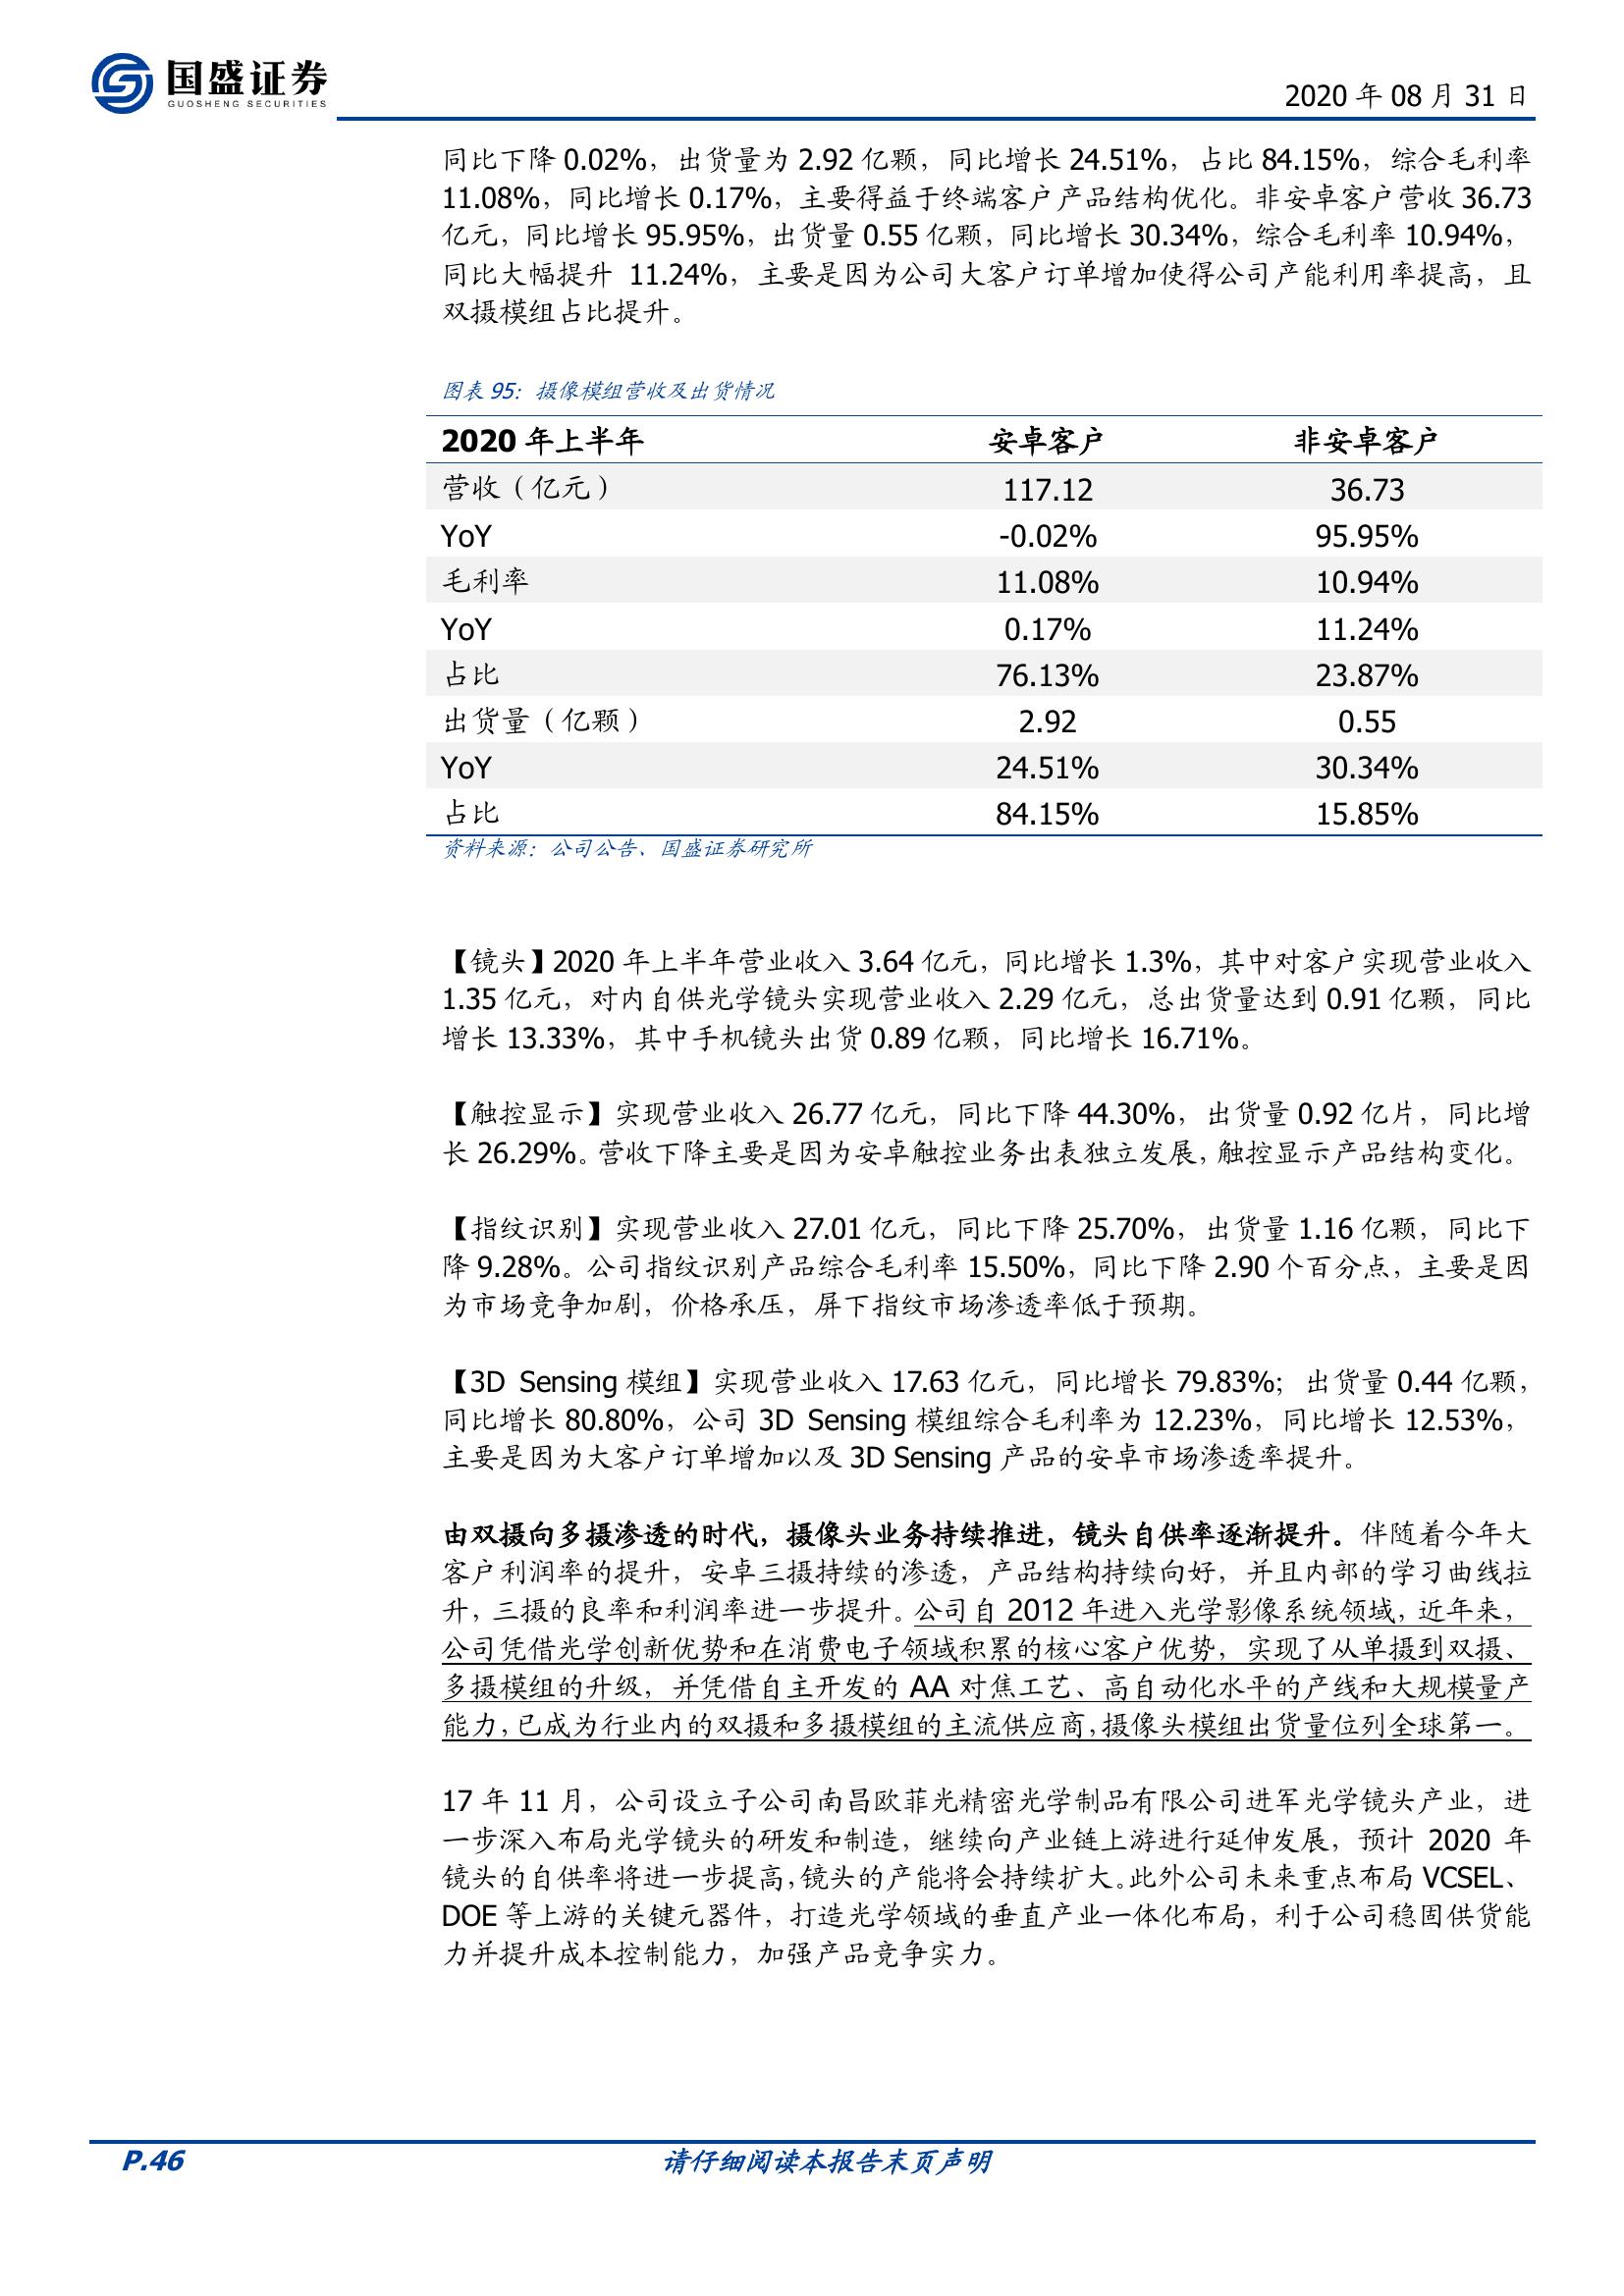 国盛证券
GUOSHENG SECURITIES
2020 年 08 月 31 日
同比下降 0.02%，出货量为 2.92 亿颗，同比增长 24.51%，占比 84.15%，综合毛利率
11.08%，同比增长 0.17%，主要得益于终端客户产品结构优化。非安卓客户营收 36.73
亿元，同比增长 95.95%，出货量 0.55 亿颗，同比增长 30.34%，综合毛利率 10.94%，
同比大幅提升 11.24%，主要是因为公司大客户订单增加使得公司产能利用率提高，且
双摄模组占比提升。
图表 95：摄像模组营收及出货情况
2020 年上半年 安卓客户 非安卓客户
营收（亿元） 117.12 36.73
YoY -0.02% 95.95%
毛利率 11.08% 10.94%
YoY 0.17% 11.24%
占比 76.13% 23.87%
出货量（亿颗） 2.92 0.55
YoY 24.51% 30.34%
占比 84.15% 15.85%
资料来源：公司公告、国盛证券研究所
【镜头】2020 年上半年营业收入 3.64 亿元，同比增长 1.3%，其中对客户实现营业收入
1.35 亿元，对内自供光学镜头实现营业收入 2.29 亿元，总出货量达到 0.91 亿颗，同比
增长 13.33%，其中手机镜头出货 0.89 亿颗，同比增长 16.71%。
【触控显示】实现营业收入 26.77 亿元，同比下降 44.30%，出货量 0.92 亿片，同比增
长 26.29%。营收下降主要是因为安卓触控业务出表独立发展，触控显示产品结构变化。
【指纹识别】实现营业收入 27.01 亿元，同比下降 25.70%，出货量 1.16 亿颗，同比下
降 9.28%。公司指纹识别产品综合毛利率 15.50%，同比下降 2.90 个百分点，主要是因
为市场竞争加剧，价格承压，屏下指纹市场渗透率低于预期。
【3D Sensing 模组】实现营业收入 17.63 亿元，同比增长 79.83%；出货量 0.44 亿颗，
同比增长 80.80%，公司 3D Sensing 模组综合毛利率为 12.23%，同比增长 12.53%，
主要是因为大客户订单增加以及 3D Sensing 产品的安卓市场渗透率提升。
由双摄向多摄渗透的时代，摄像头业务持续推进，镜头自供率逐渐提升。伴随着今年大
客户利润率的提升，安卓三摄持续的渗透，产品结构持续向好，并且内部的学习曲线拉
升，三摄的良率和利润率进一步提升。公司自 2012 年进入光学影像系统领域，近年来，
公司凭借光学创新优势和在消费电子领域积累的核心客户优势，实现了从单摄到双摄、
多摄模组的升级，并凭借自主开发的 AA 对焦工艺、高自动化水平的产线和大规模量产
能力，已成为行业内的双摄和多摄模组的主流供应商，摄像头模组出货量位列全球第一。
17 年 11 月，公司设立子公司南昌欧菲光精密光学制品有限公司进军光学镜头产业，进
一步深入布局光学镜头的研发和制造，继续向产业链上游进行延伸发展，预计 2020 年
镜头的自供率将进一步提高，镜头的产能将会持续扩大。此外公司未来重点布局 VCSEL、
DOE 等上游的关键元器件，打造光学领域的垂直产业一体化布局，利于公司稳固供货能
力并提升成本控制能力，加强产品竞争实力。
P.46 请仔细阅读本报告末页声明